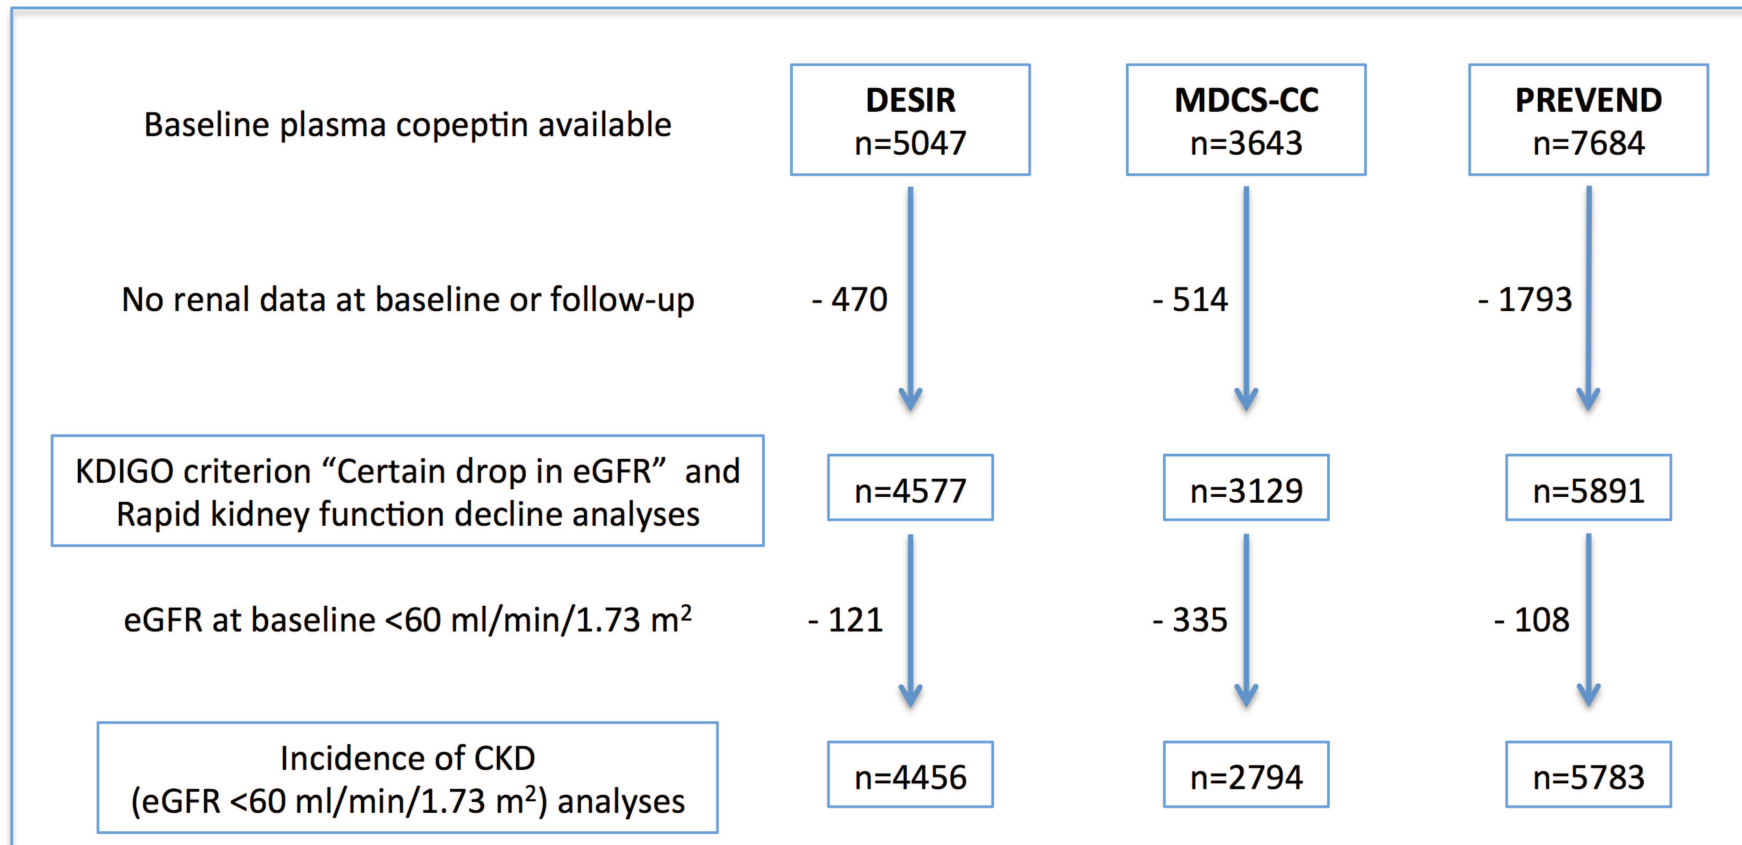 Baseline plasma copeptin available
DESIR
n=5047
MDCS-CC
n=3643
PREVEND
n=7684
No renal data at baseline or follow-up
- 470
- 514
- 1793
KDIGO criterion “Certain drop in eGFR” and
Rapid kidney function decline analyses
n=4577
n=3129
n=5891
eGFR at baseline <60 ml/min/1.73 m²
- 121
- 335
- 108
Incidence of CKD
(eGFR <60 ml/min/1.73 m²) analyses
n=4456
n=2794
n=5783